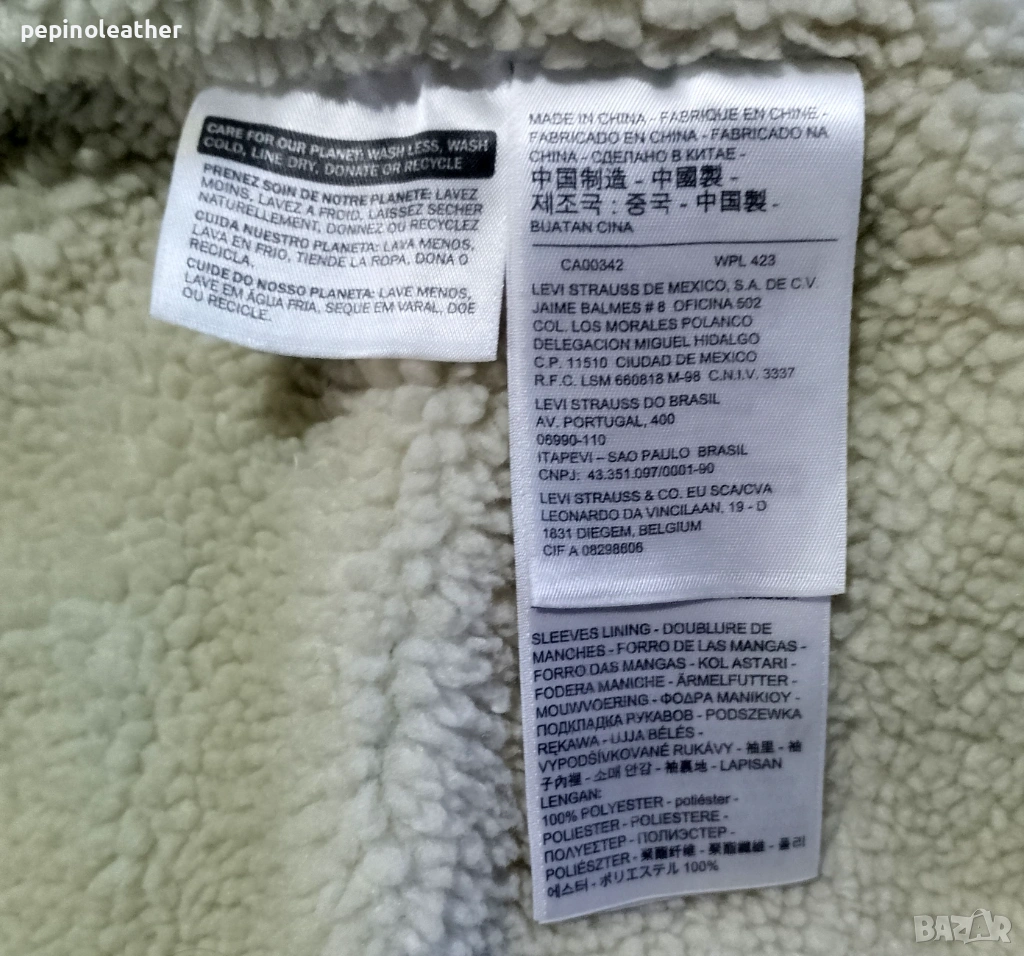 pepinoleather
CARE FOR OUR PLANET: WASH LESS, WASH
COLD, LINE DRY, DONATE OR RECYCLE
PRENEZ SOIN DE NOTRE PLANETE: LAVEZ
MOINS, LAVEZ A FROID, LAISSEZ SECHER
NATURELLEMENT, DONNEZ OU RECYCLEZ
CUIDA NUESTRO PLANETA: LAVA MENOS,
LAVA EN FRIO, TIENDE LA ROPA, DONA O
RECICLA.
CUIDE DO NOSSO PLANETA: LAVE MENOS,
LAVE EM ÁGUA FRIA, SEQUE EM VARAL, DOE
OU RECICLE.
MADE IN CHINA - FABRIQUE EN CHINE -
FABRICADO EN CHINA - FABRICADO NA
CHINA - СДЕЛАНО В КИТАЕ -
中国制造 - 中國製 -
제조국 : 중국 - 中国製 -
BUATAN CINA
CA00342 WPL 423
LEVI STRAUSS DE MEXICO, S.A. DE C.V.
JAIME BALMES # 8 OFICINA 502
COL. LOS MORALES POLANCO
DELEGACION MIGUEL HIDALGO
C.P. 11510 CIUDAD DE MEXICO
R.F.C. LSM 660818 M-98 C.N.I.V. 3337
LEVI STRAUSS DO BRASIL
AV. PORTUGAL, 400
06690-110
ITAPEVI – SAO PAULO BRASIL
CNPJ: 43.351.097/0001-90
LEVI STRAUSS & CO. EU SCA/CVA
LEONARDO DA VINCILAAN, 19 - D
1831 DIEGEM, BELGIUM
CIF A 08298606
SLEEVES LINING - DOUBLURE DE
MANCHES - FORRO DE LAS MANGAS -
FORRO DAS MANGAS - KOL ASTARI -
FODERA MANICHE - ÄRMELFUTTER -
MOUWVOERING - ΦΟΔΡΑ ΜΑΝΙΚΙΟΥ -
ПОДКЛАДКА РУКАВОВ - PODSZEWKA
RĘKAWA - UJJA BÉLÉS -
VYPODŠÍVKOVANÉ RUKÁVY - 袖里 - 袖
子內裡 - 소매 안감 - 袖裏地 - LAPISAN
LENGAN:
100% POLYESTER - poliéster -
POLIESTER - POLIESTERE -
ΠΟΛΥΕΣΤΕΡ - ПОЛИЭСТЕР -
POLIÉSZTER - 聚酯纤维 - 聚酯纖維 - 폴리
에스터 - ポリエステル 100%
BAZAR